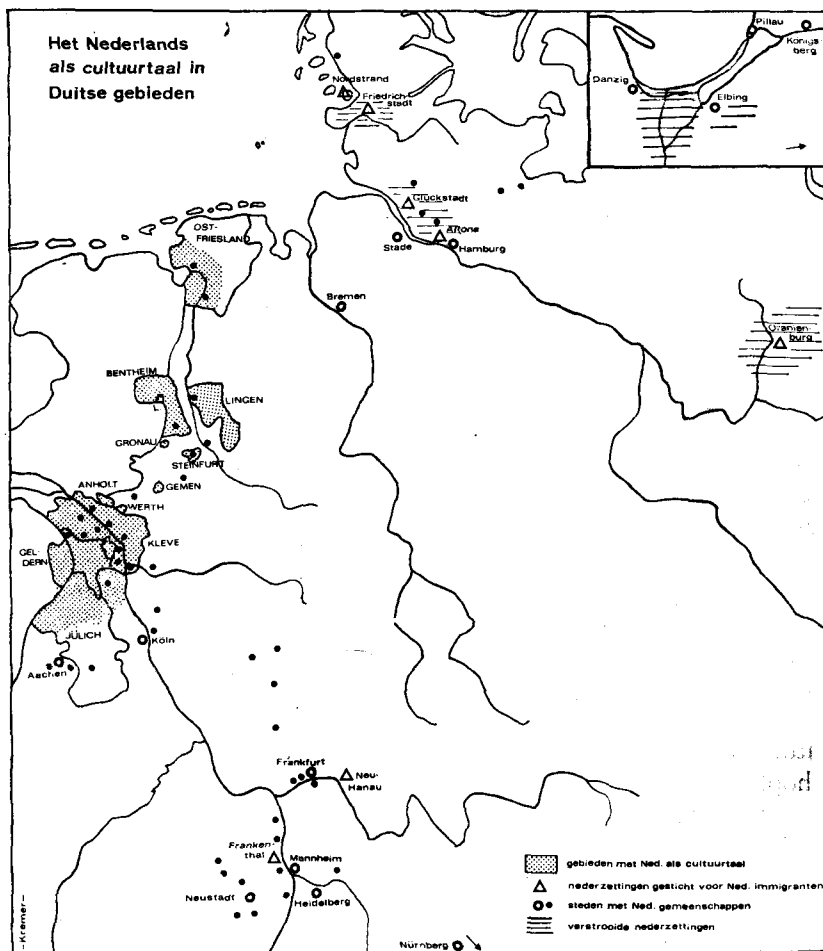 Het Nederlands
als cultuurtaal in
Duitse gebieden
Pillau
Königs-
berg
Danzig
Elbing
Nordstrand
Friedrich-
stadt
Glückstadt
Altona
Stade
Hamburg
OST-
FRIESLAND
Bremen
Oranien-
burg
BENTHEIM
LINGEN
GRONAU
STEINFURT
ANHOLT
GEMEN
WERTH
GEL-
DERN
KLEVE
JÜLICH
Köln
Aachen
Frankfurt
Neu-
Hanau
Franken-
thal
Mannheim
Neustadt
Heidelberg
Nürnberg
gebieden met Ned. als cultuurtaal
nederzettingen gesticht voor Ned. immigranten
steden met Ned. gemeenschappen
verstrooide nederzettingen
-Kremer-